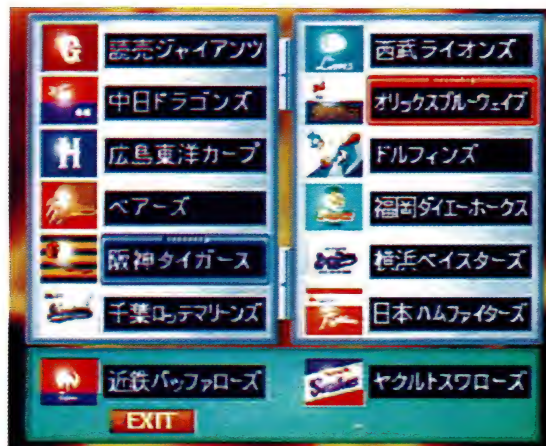 読売ジャイアンツ
中日ドラゴンズ
広島東洋カープ
ベアーズ
阪神タイガース
千葉ロッテマリーンズ
西武ライオンズ
オリックスブルーウェイブ
ドルフィンズ
福岡ダイエーホークス
横浜ベイスターズ
日本ハムファイターズ
近鉄バッファローズ
ヤクルトスワローズ
EXIT